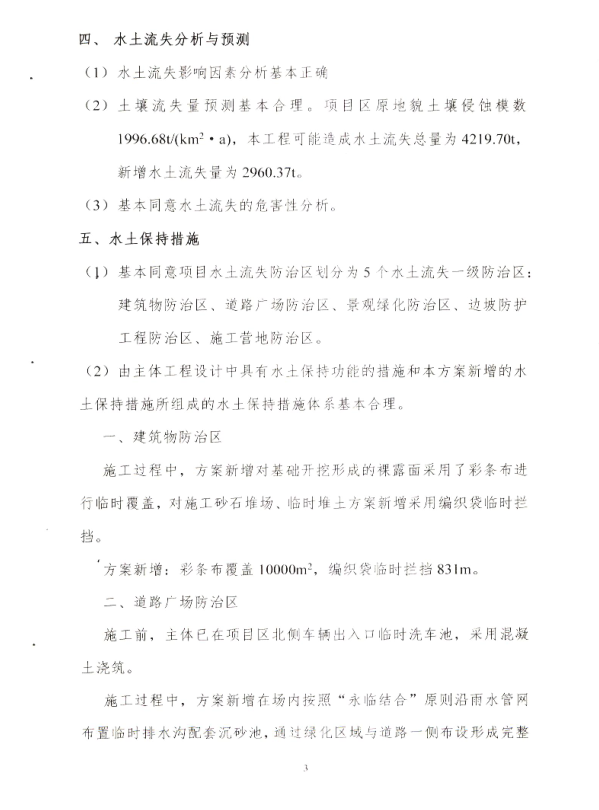 四、 水土流失分析与预测
（1）水土流失影响因素分析基本正确
（2）土壤流失量预测基本合理。项目区原地貌土壤侵蚀模数
1996.68t/(km²·a)，本工程可能造成水土流失总量为 4219.70t，
新增水土流失量为 2960.37t。
（3）基本同意水土流失的危害性分析。
五、水土保持措施
（1）基本同意项目水土流失防治区划分为 5 个水土流失一级防治区：
建筑物防治区、道路广场防治区、景观绿化防治区、边坡防护
工程防治区、施工营地防治区。
（2）由主体工程设计中具有水土保持功能的措施和本方案新增的水
土保持措施所组成的水土保持措施体系基本合理。
一、建筑物防治区
施工过程中，方案新增对基础开挖形成的裸露面采用了彩条布进
行临时覆盖，对施工砂石堆场、临时堆土方案新增采用编织袋临时拦
挡。
方案新增：彩条布覆盖 10000m²，编织袋临时拦挡 831m。
二、道路广场防治区
施工前，主体已在项目区北侧车辆出入口临时洗车池，采用混凝
土浇筑。
施工过程中，方案新增在场内按照“永临结合”原则沿雨水管网
布置临时排水沟配套沉砂池，通过绿化区域与道路一侧布设形成完整
3